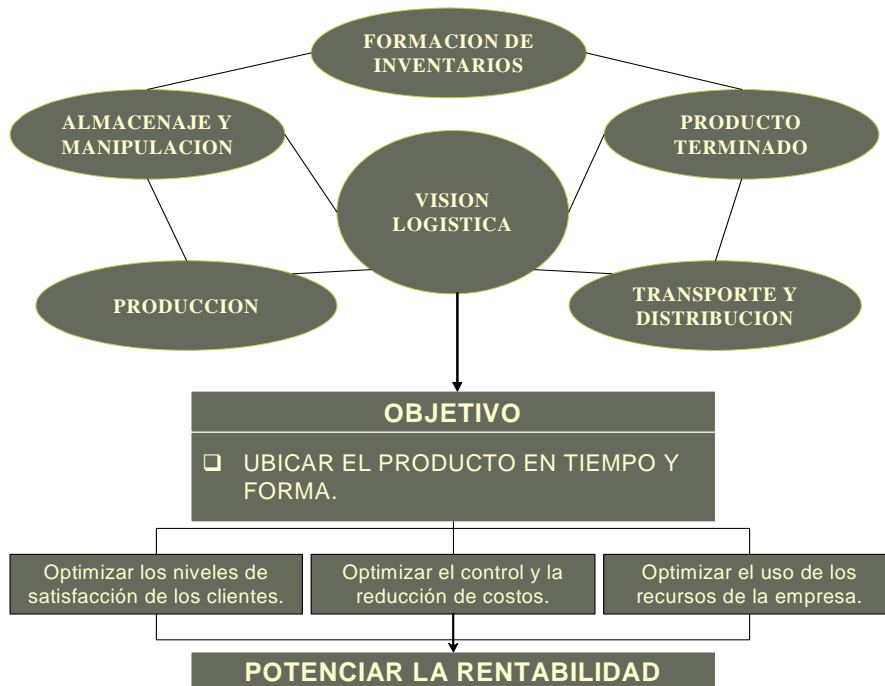 FORMACION DE
INVENTARIOS
ALMACENAJE Y
MANIPULACION
PRODUCTO
TERMINADO
VISION
LOGISTICA
PRODUCCION
TRANSPORTE Y
DISTRIBUCION
OBJETIVO
❑ UBICAR EL PRODUCTO EN TIEMPO Y
FORMA.
Optimizar los niveles de
satisfacción de los clientes.
Optimizar el control y la
reducción de costos.
Optimizar el uso de los
recursos de la empresa.
POTENCIAR LA RENTABILIDAD